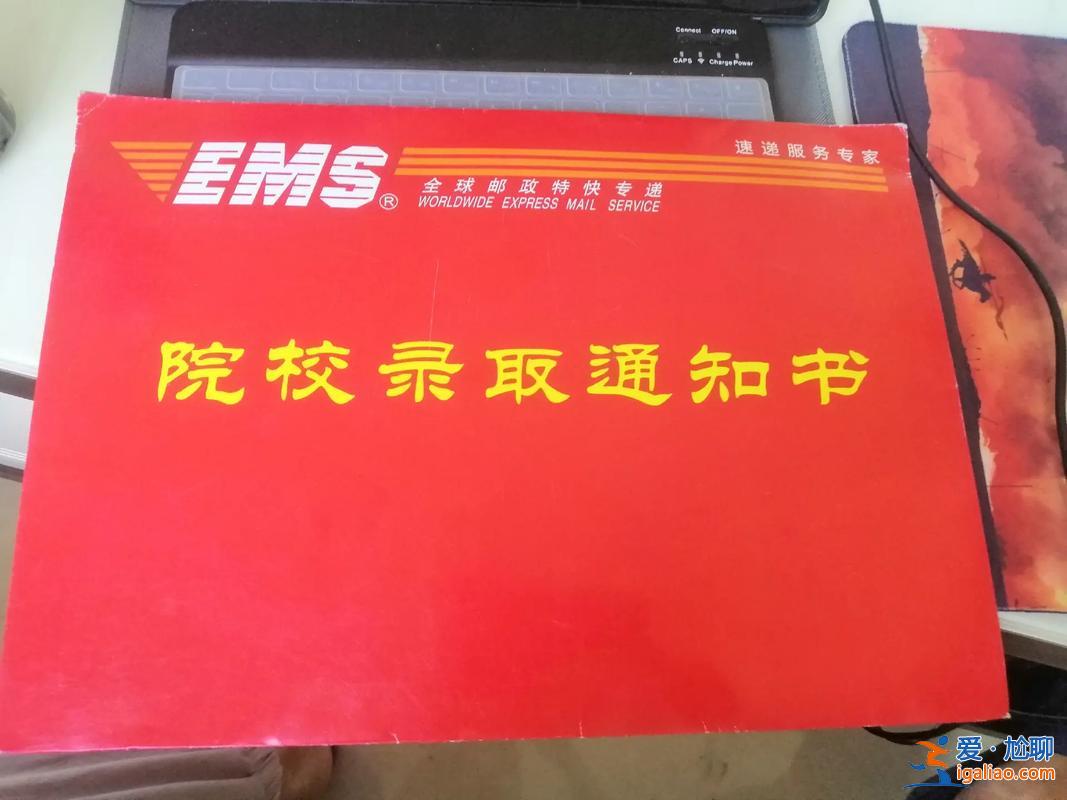 Connect OFF/ON
CAPS Charge Power
速递服务专家
EMS®
全球邮政特快专递
WORLDWIDE EXPRESS MAIL SERVICE
院校录取通知书
爱·尬聊
igaliao.com